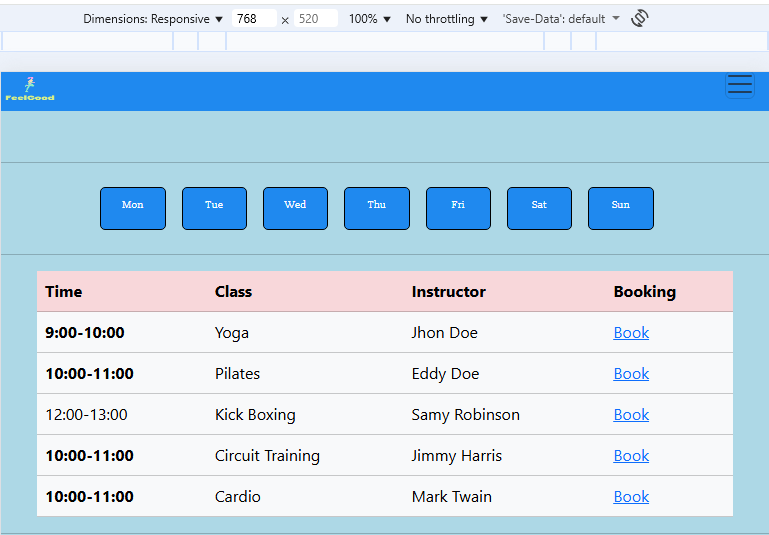 Dimensions: Responsive ▼ 768 × 520 100% ▼ No throttling ▼ 'Save-Data': default ▼
FeelGood
Mon Tue Wed Thu Fri Sat Sun
Time Class Instructor Booking
9:00-10:00 Yoga Jhon Doe Book
10:00-11:00 Pilates Eddy Doe Book
12:00-13:00 Kick Boxing Samy Robinson Book
10:00-11:00 Circuit Training Jimmy Harris Book
10:00-11:00 Cardio Mark Twain Book